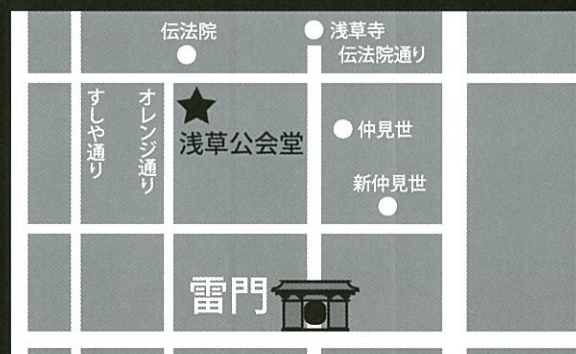 伝法院
浅草寺
伝法院通り
すしや通り
オレンジ通り
浅草公会堂
仲見世
新仲見世
雷門